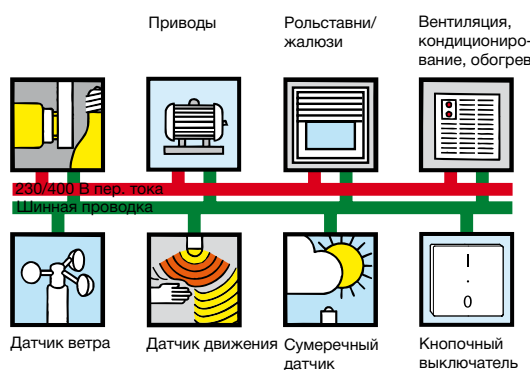 Приводы
Рольставни/
жалюзи
Вентиляция,
кондициониро-
вание, обогрев
230/400 В пер. тока
Шинная проводка
I
0
Датчик ветра
Датчик движения
Сумеречный
датчик
Кнопочный
выключатель